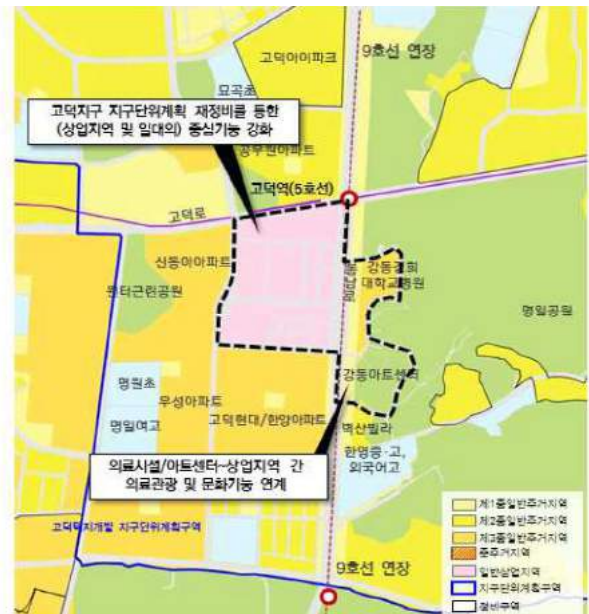 고덕아이파크
9호선 연장
묘곡초
고덕지구 지구단위계획 재정비를 통한
(상업지역 및 일대의) 중심기능 강화
공무원아파트
고덕역(5호선)
고덕로
신동아아파트
강동경희
대학교병원
동남로
원터근린공원
명일공원
명원초
강동아트센터
우성아파트
고덕현대/한양아파트
명일여고
벽산빌라
한영중·고,
외국어고
의료시설/아트센터~상업지역 간
의료관광 및 문화기능 연계
고덕택지개발 지구단위계획구역
9호선 연장
제1종일반주거지역
제2종일반주거지역
제3종일반주거지역
준주거지역
일반상업지역
지구단위계획구역
정비구역